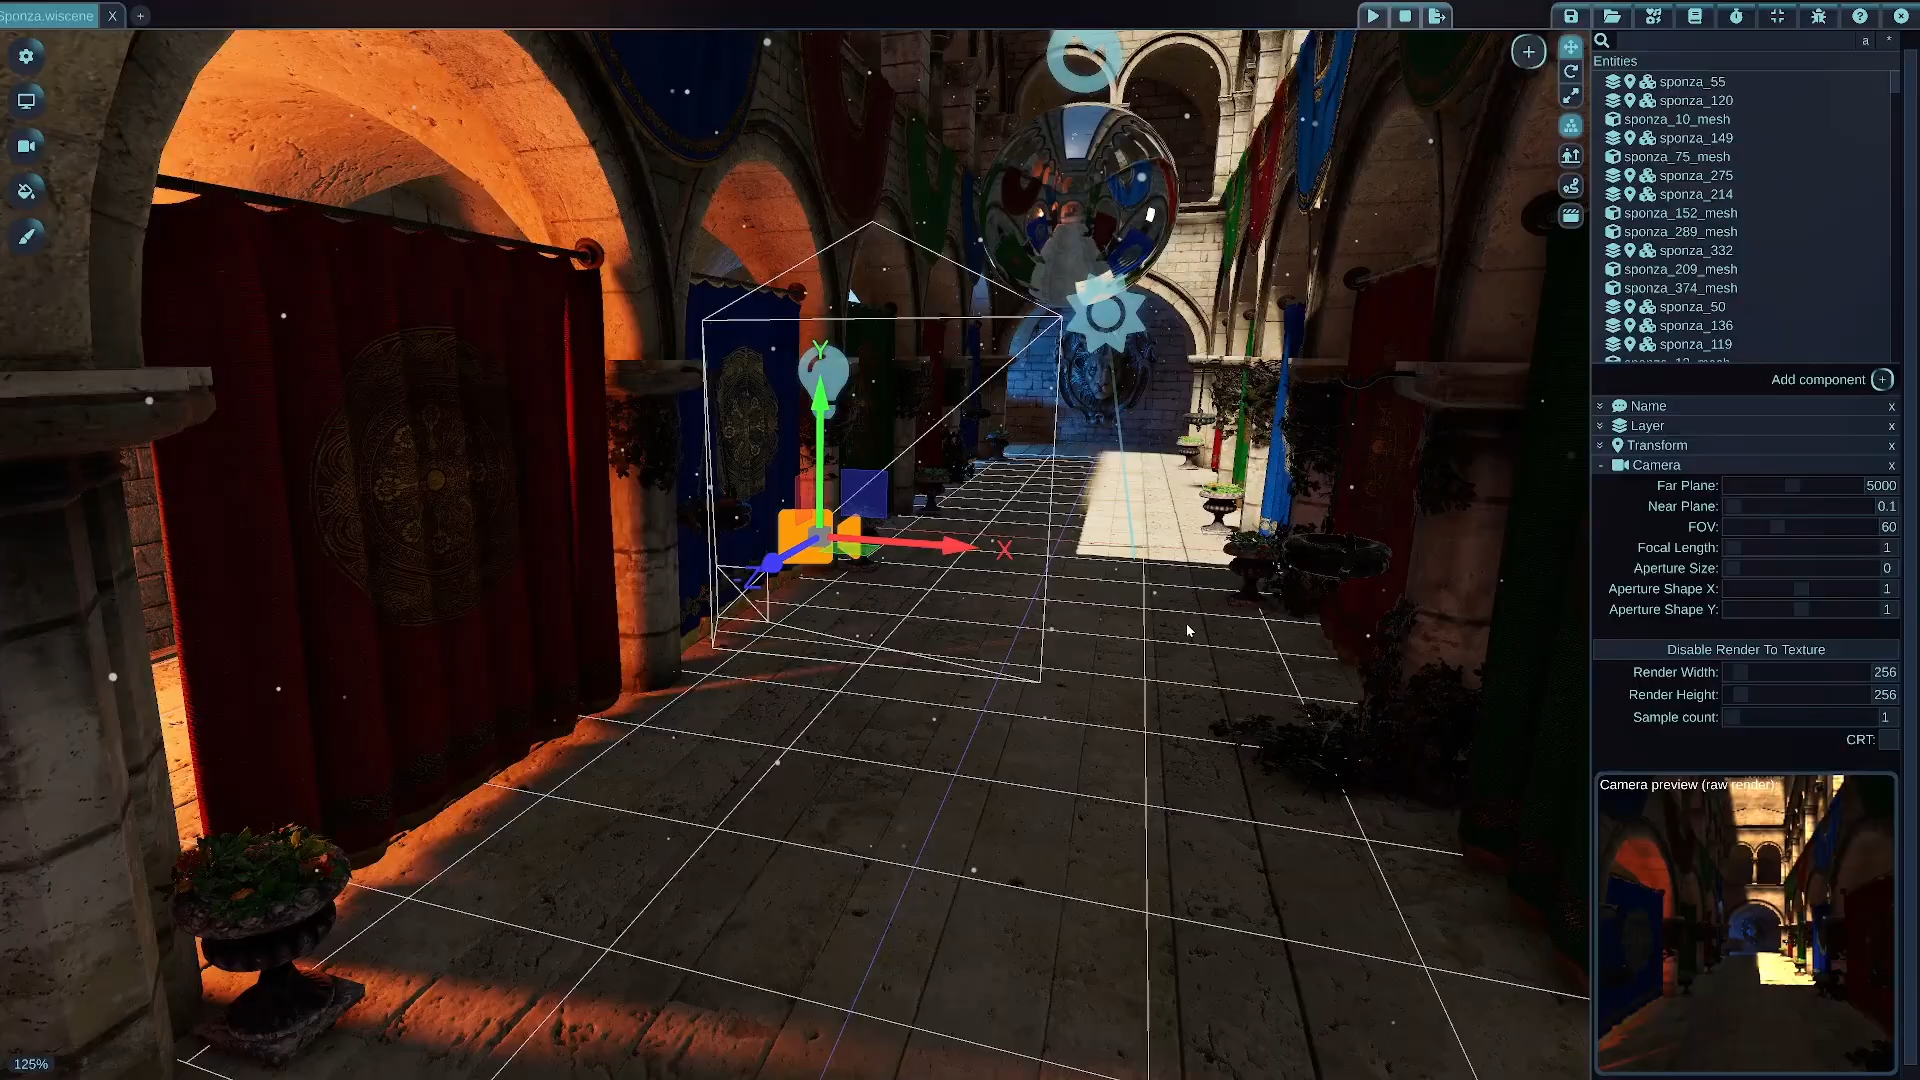 Sponza.wiscene X +
a *
Entities
sponza_55
sponza_120
sponza_10_mesh
sponza_149
sponza_75_mesh
sponza_275
sponza_214
sponza_152_mesh
sponza_289_mesh
sponza_332
sponza_209_mesh
sponza_374_mesh
sponza_50
sponza_136
sponza_119
Add component +
Name x
Layer x
Transform x
- Camera x
Far Plane: 5000
Near Plane: 0.1
FOV: 60
Focal Length: 1
Aperture Size: 0
Aperture Shape X: 1
Aperture Shape Y: 1
Disable Render To Texture
Render Width: 256
Render Height: 256
Sample count: 1
CRT:
Camera preview (raw render)
Y
X
-Z
125%